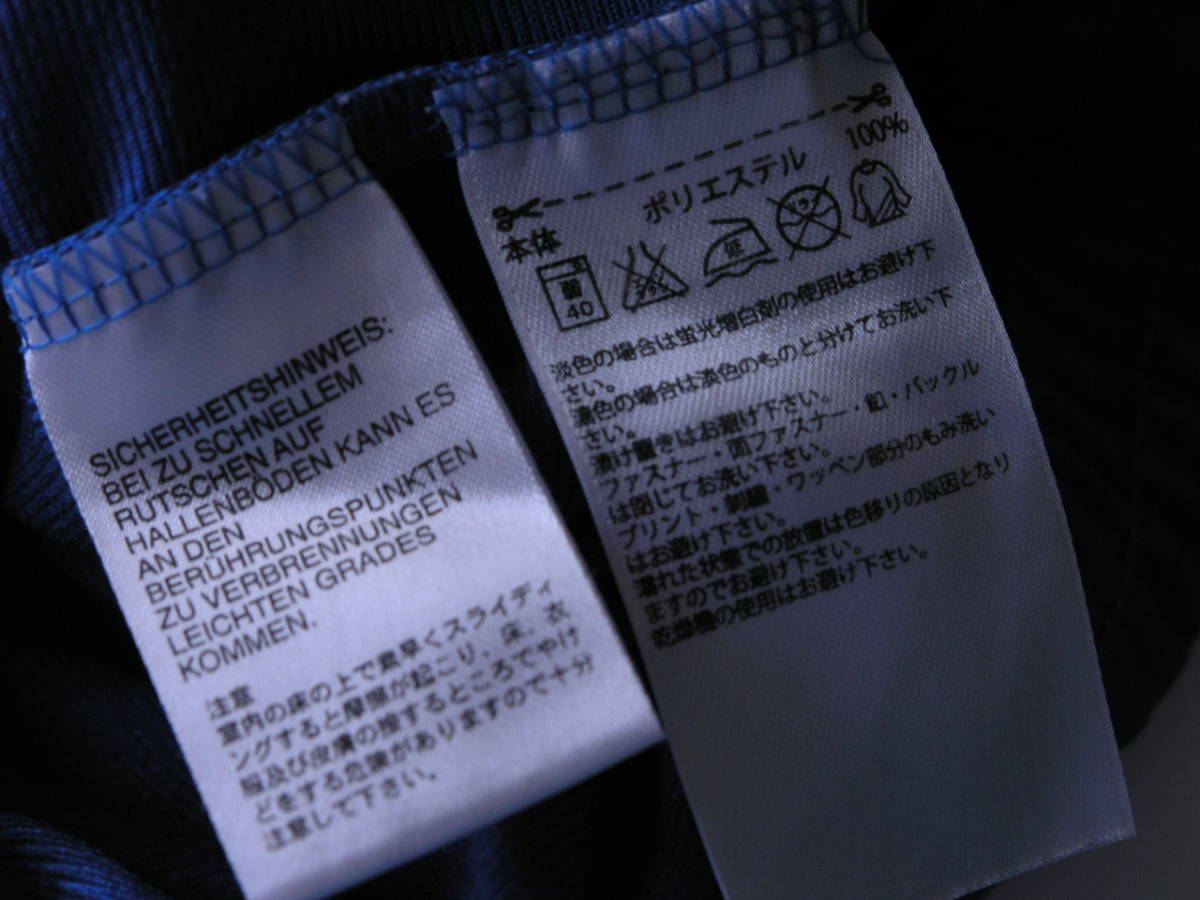 SICHERHEITSHINWEIS:
BEI ZU SCHNELLEM
RUTSCHEN AUF
HALLENBÖDEN KANN ES
AN DEN
BERÜHRUNGSPUNKTEN
ZU VERBRENNUNGEN
LEICHTEN GRADES
KOMMEN.
注意
室内の床の上で素早くスライディ
ングすると摩擦が起こり、床、衣
服及び皮膚の接するところでやけ
どをする危険がありますので十分
注意して下さい。
本体 ポリエステル 100%
40
低
淡色の場合は蛍光増白剤の使用はお避け下
さい。
濃色の場合は淡色のものと分けてお洗い下
さい。
漬け置きはお避け下さい。
ファスナー・面ファスナー・釦・バックル
は閉じてお洗い下さい。
プリント・刺繍・ワッペン部分のもみ洗い
はお避け下さい。
濡れた状態での放置は色移りの原因となり
ますのでお避け下さい。
乾燥機の使用はお避け下さい。